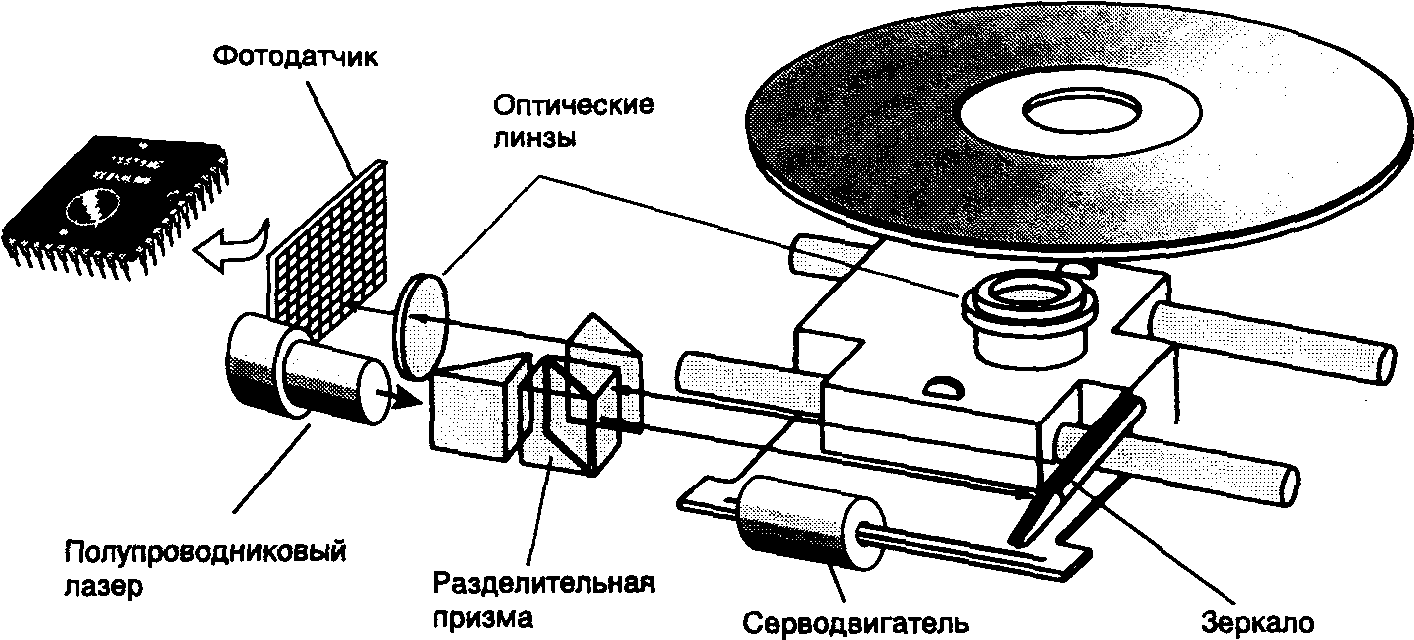 Фотодатчик
Оптические
линзы
Полупроводниковый
лазер
Разделительная
призма
Серводвигатель
Зеркало